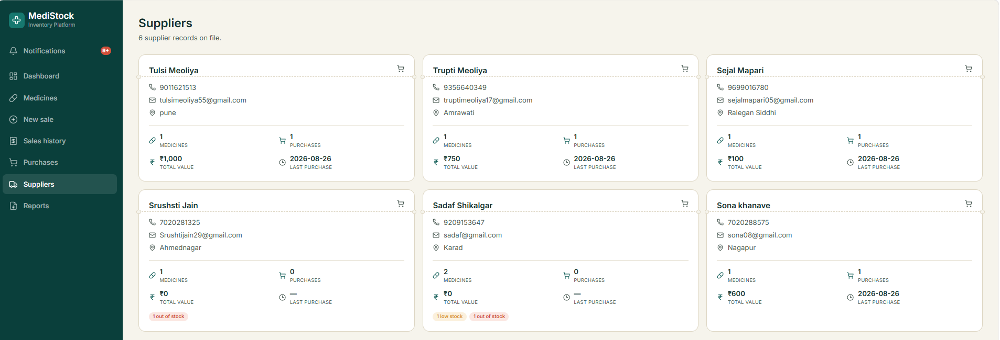 MediStock
Inventory Platform
Notifications 9+
Dashboard
Medicines
New sale
Sales history
Purchases
Suppliers
Reports
Suppliers
6 supplier records on file.
Tulsi Meoliya
9011621513
tulsimeoliya55@gmail.com
pune
1
MEDICINES
1
PURCHASES
₹1,000
TOTAL VALUE
2026-08-26
LAST PURCHASE
Trupti Meoliya
9356640349
truptimeoliya17@gmail.com
Amrawati
1
MEDICINES
1
PURCHASES
₹750
TOTAL VALUE
2026-08-26
LAST PURCHASE
Sejal Mapari
9699016780
sejalmapari05@gmail.com
Ralegan Siddhi
1
MEDICINES
1
PURCHASES
₹100
TOTAL VALUE
2026-08-26
LAST PURCHASE
Srushsti Jain
7020281325
Srushtijain29@gmail.com
Ahmednagar
1
MEDICINES
0
PURCHASES
₹0
TOTAL VALUE
—
LAST PURCHASE
1 out of stock
Sadaf Shikalgar
9209153647
sadaf@gmail.com
Karad
2
MEDICINES
0
PURCHASES
₹0
TOTAL VALUE
—
LAST PURCHASE
1 low stock 1 out of stock
Sona khanave
7020288575
sona08@gmail.com
Nagapur
1
MEDICINES
1
PURCHASES
₹600
TOTAL VALUE
2026-08-26
LAST PURCHASE